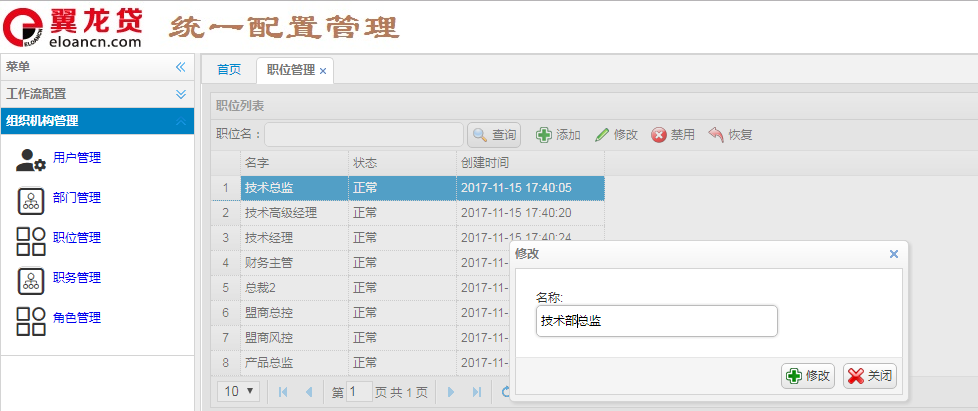 翼龙贷
eloancn.com
统一配置管理
菜单
工作流配置
组织机构管理
用户管理
部门管理
职位管理
职务管理
角色管理
首页 职位管理 ×
职位列表
职位名： 查询 添加 修改 禁用 恢复
名字 状态 创建时间
1 技术总监 正常 2017-11-15 17:40:05
2 技术高级经理 正常 2017-11-15 17:40:20
3 技术经理 正常 2017-11-15 17:40:24
4 财务主管 正常 2017-11-
5 总裁2 正常 2017-11-
6 盟商总控 正常 2017-11-
7 盟商风控 正常 2017-11-
8 产品总监 正常 2017-11-
10 第 1 页 共 1 页
修改
名称:
技术部总监
修改 关闭